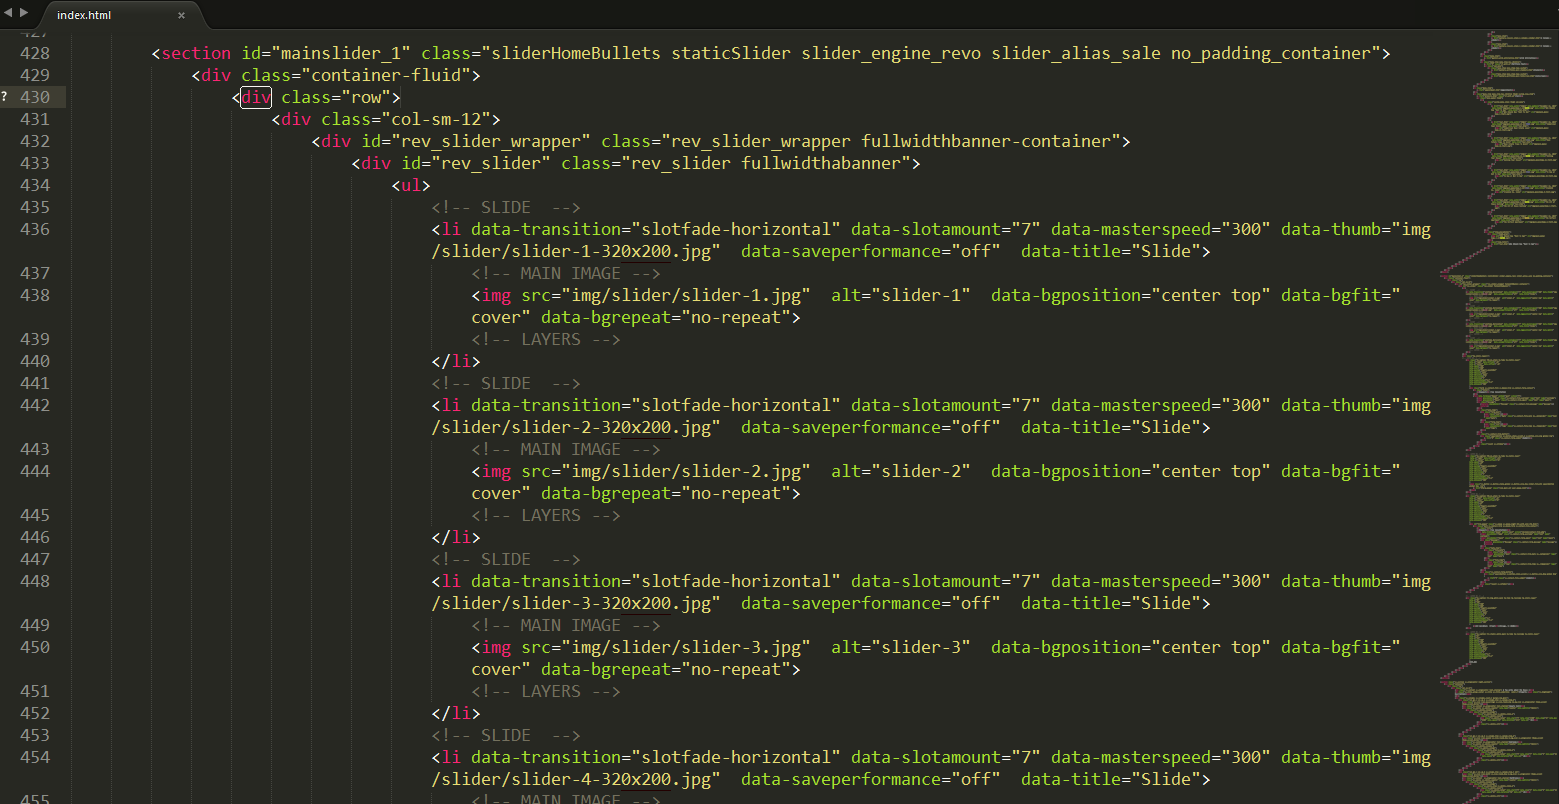 index.html ×
427
428 <section id="mainslider_1" class="sliderHomeBullets staticSlider slider_engine_revo slider_alias_sale no_padding_container">
429 <div class="container-fluid">
? 430 <div class="row">
431 <div class="col-sm-12">
432 <div id="rev_slider_wrapper" class="rev_slider_wrapper fullwidthbanner-container">
433 <div id="rev_slider" class="rev_slider fullwidthabanner">
434 <ul>
435 <!-- SLIDE  -->
436 <li data-transition="slotfade-horizontal" data-slotamount="7" data-masterspeed="300" data-thumb="img
/slider/slider-1-320x200.jpg"  data-saveperformance="off"  data-title="Slide">
437 <!-- MAIN IMAGE -->
438 <img src="img/slider/slider-1.jpg"  alt="slider-1"  data-bgposition="center top" data-bgfit="
cover" data-bgrepeat="no-repeat">
439 <!-- LAYERS -->
440 </li>
441 <!-- SLIDE  -->
442 <li data-transition="slotfade-horizontal" data-slotamount="7" data-masterspeed="300" data-thumb="img
/slider/slider-2-320x200.jpg"  data-saveperformance="off"  data-title="Slide">
443 <!-- MAIN IMAGE -->
444 <img src="img/slider/slider-2.jpg"  alt="slider-2"  data-bgposition="center top" data-bgfit="
cover" data-bgrepeat="no-repeat">
445 <!-- LAYERS -->
446 </li>
447 <!-- SLIDE  -->
448 <li data-transition="slotfade-horizontal" data-slotamount="7" data-masterspeed="300" data-thumb="img
/slider/slider-3-320x200.jpg"  data-saveperformance="off"  data-title="Slide">
449 <!-- MAIN IMAGE -->
450 <img src="img/slider/slider-3.jpg"  alt="slider-3"  data-bgposition="center top" data-bgfit="
cover" data-bgrepeat="no-repeat">
451 <!-- LAYERS -->
452 </li>
453 <!-- SLIDE  -->
454 <li data-transition="slotfade-horizontal" data-slotamount="7" data-masterspeed="300" data-thumb="img
/slider/slider-4-320x200.jpg"  data-saveperformance="off"  data-title="Slide">
455 <!-- MAIN IMAGE -->